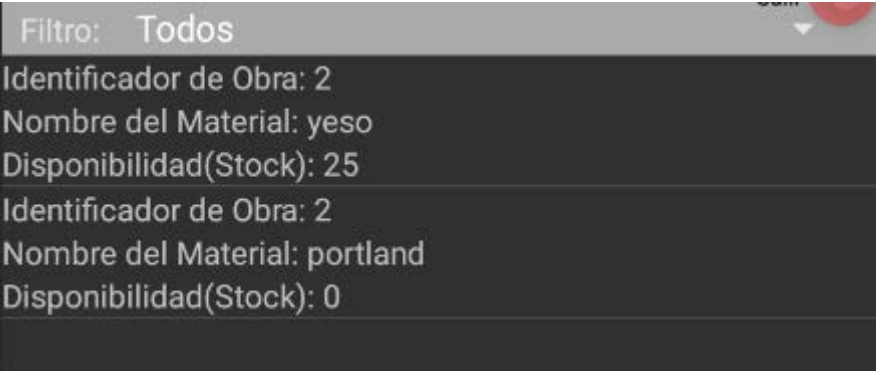 Filtro: Todos
Identificador de Obra: 2
Nombre del Material: yeso
Disponibilidad(Stock): 25
Identificador de Obra: 2
Nombre del Material: portland
Disponibilidad(Stock): 0